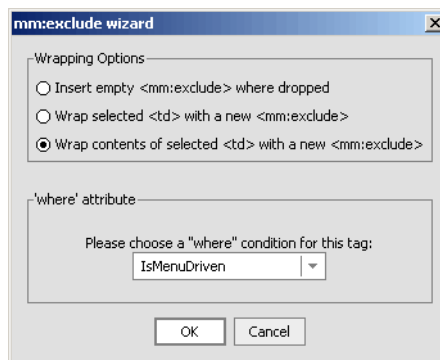 mm:exclude wizard
Wrapping Options
Insert empty <mm:exclude> where dropped
Wrap selected <td> with a new <mm:exclude>
Wrap contents of selected <td> with a new <mm:exclude>
'where' attribute
Please choose a "where" condition for this tag:
IsMenuDriven
OK Cancel